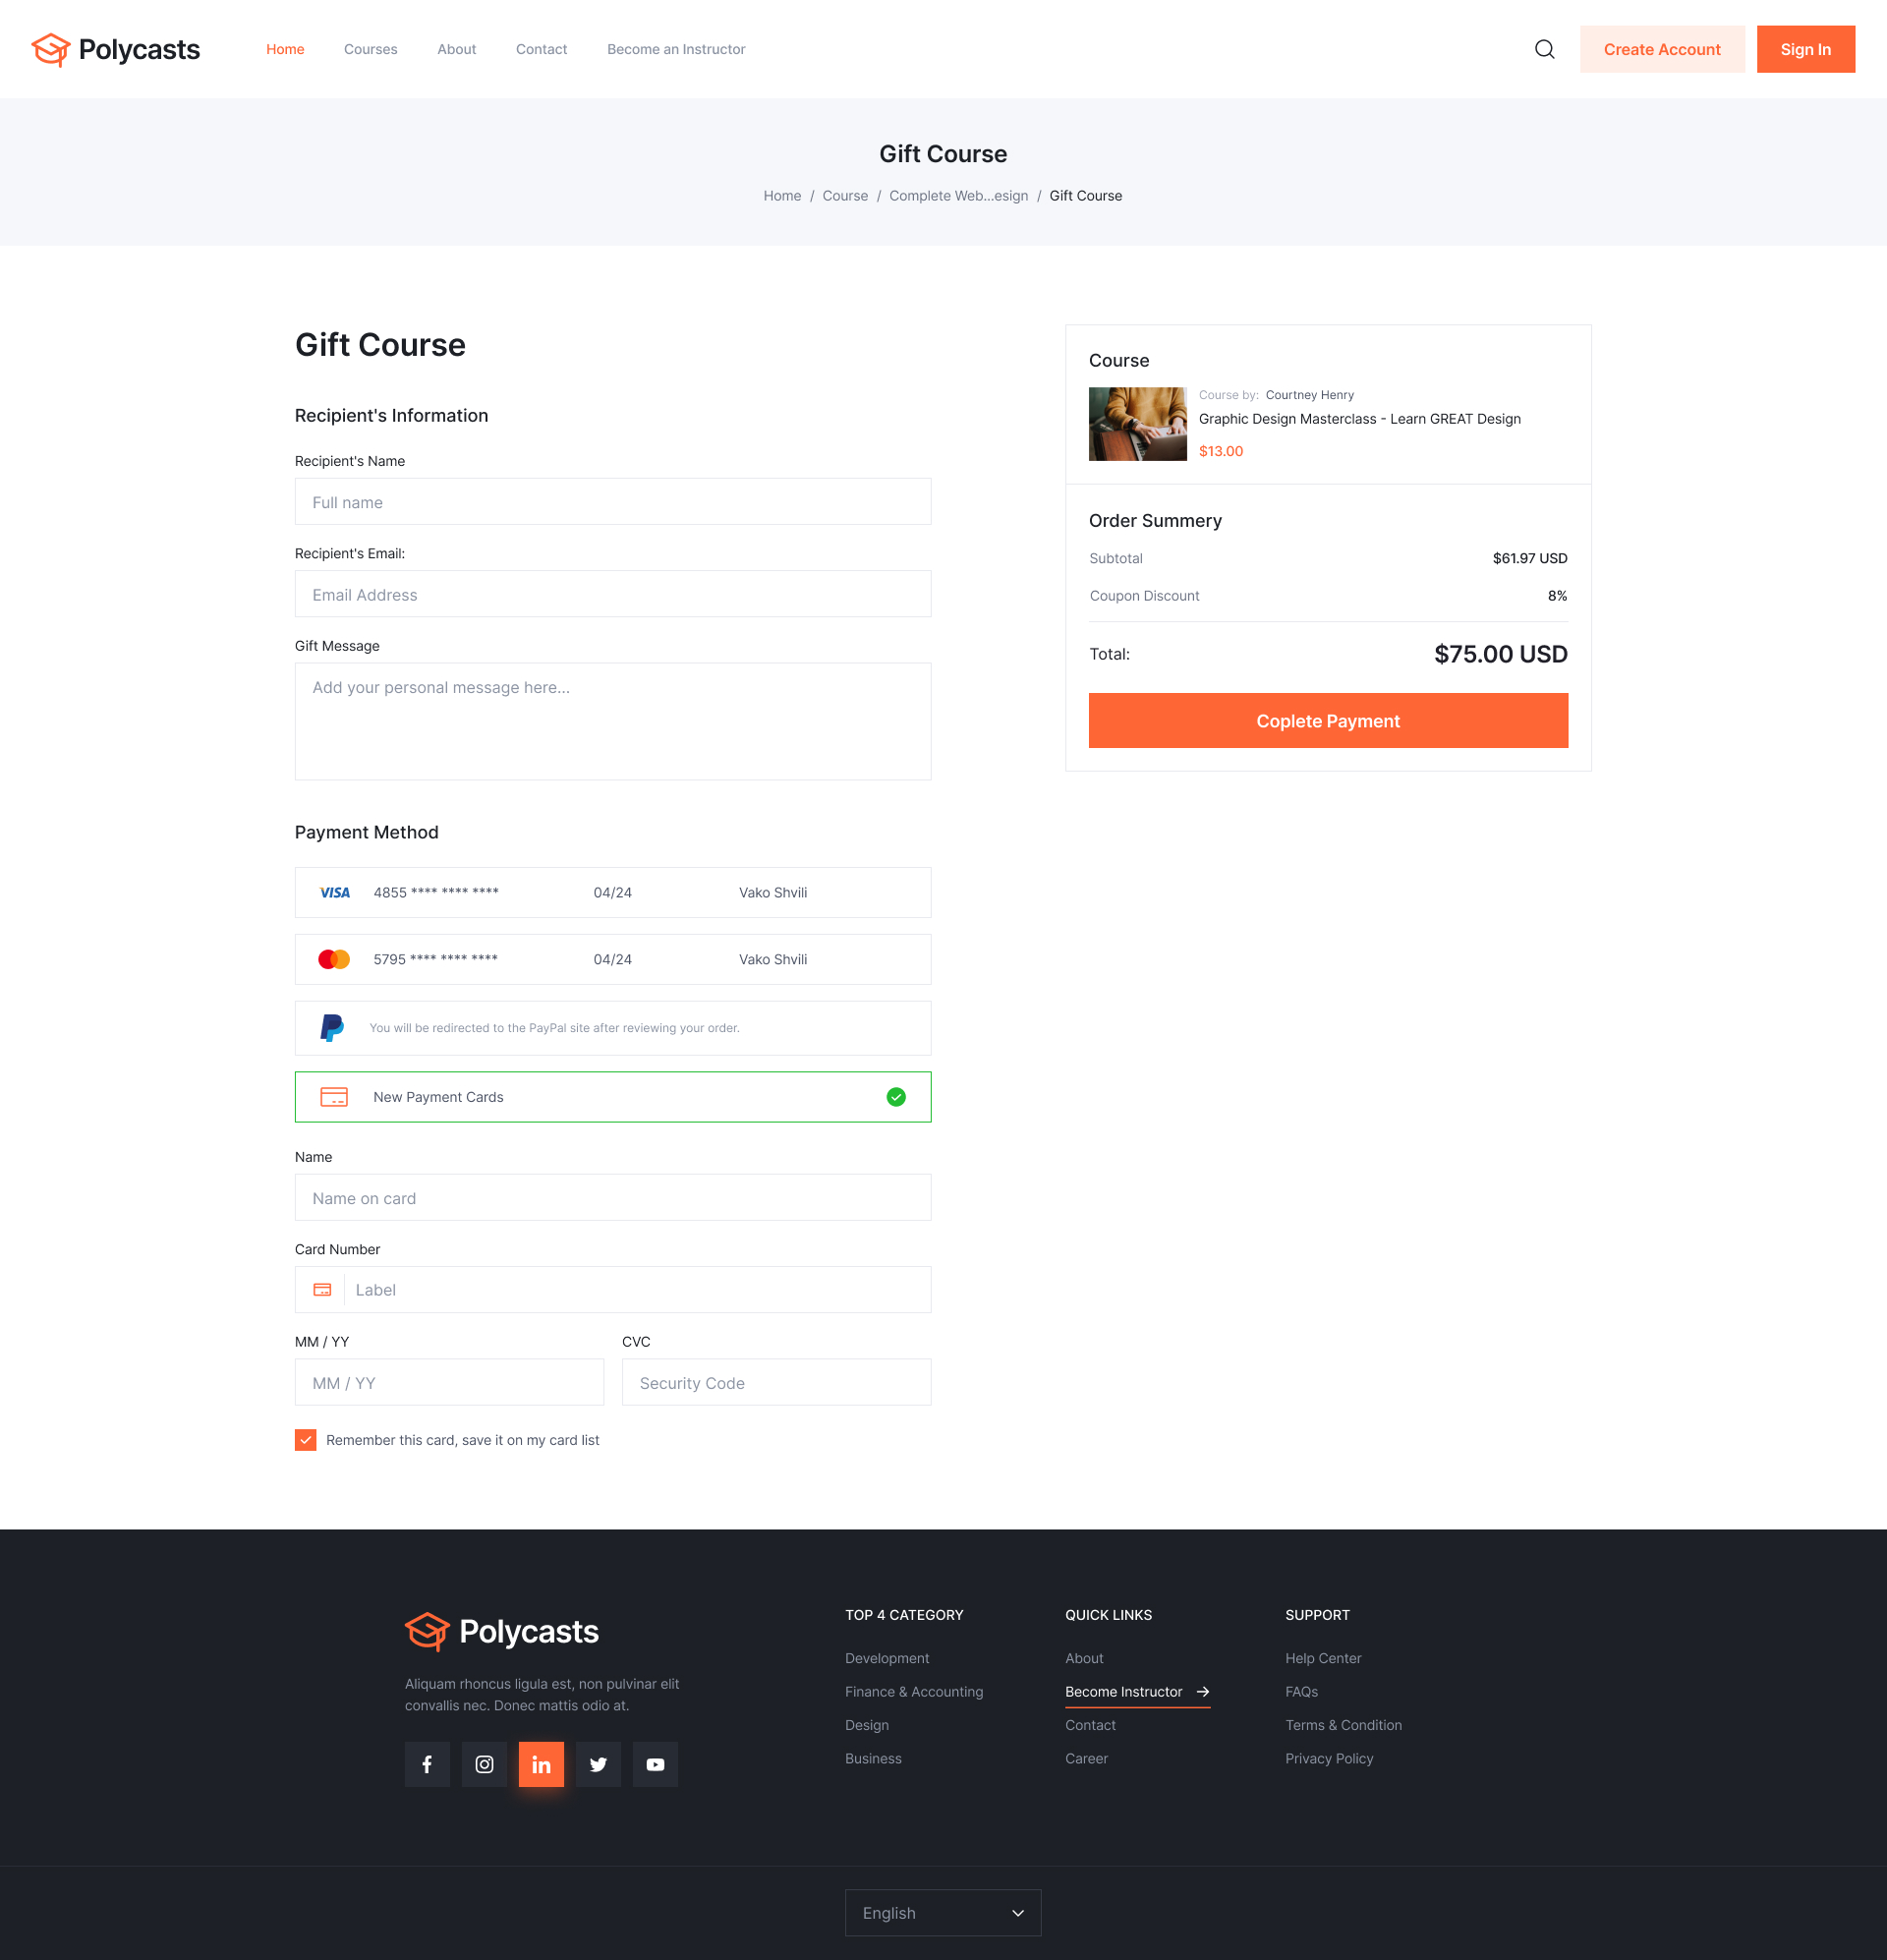 Polycasts
Home
Courses
About
Contact
Become an Instructor
Create Account
Sign In
Gift Course
Home / Course / Complete Web...esign / Gift Course
Gift Course
Recipient's Information
Recipient's Name
Full name
Recipient's Email:
Email Address
Gift Message
Add your personal message here...
Payment Method
VISA 4855 **** **** **** 04/24 Vako Shvili
5795 **** **** **** 04/24 Vako Shvili
You will be redirected to the PayPal site after reviewing your order.
New Payment Cards
Name
Name on card
Card Number
Label
MM / YY
MM / YY
CVC
Security Code
Remember this card, save it on my card list
Course
Course by: Courtney Henry
Graphic Design Masterclass - Learn GREAT Design
$13.00
Order Summery
Subtotal $61.97 USD
Coupon Discount 8%
Total: $75.00 USD
Coplete Payment
Polycasts
Aliquam rhoncus ligula est, non pulvinar elit
convallis nec. Donec mattis odio at.
TOP 4 CATEGORY
Development
Finance & Accounting
Design
Business
QUICK LINKS
About
Become Instructor
Contact
Career
SUPPORT
Help Center
FAQs
Terms & Condition
Privacy Policy
English